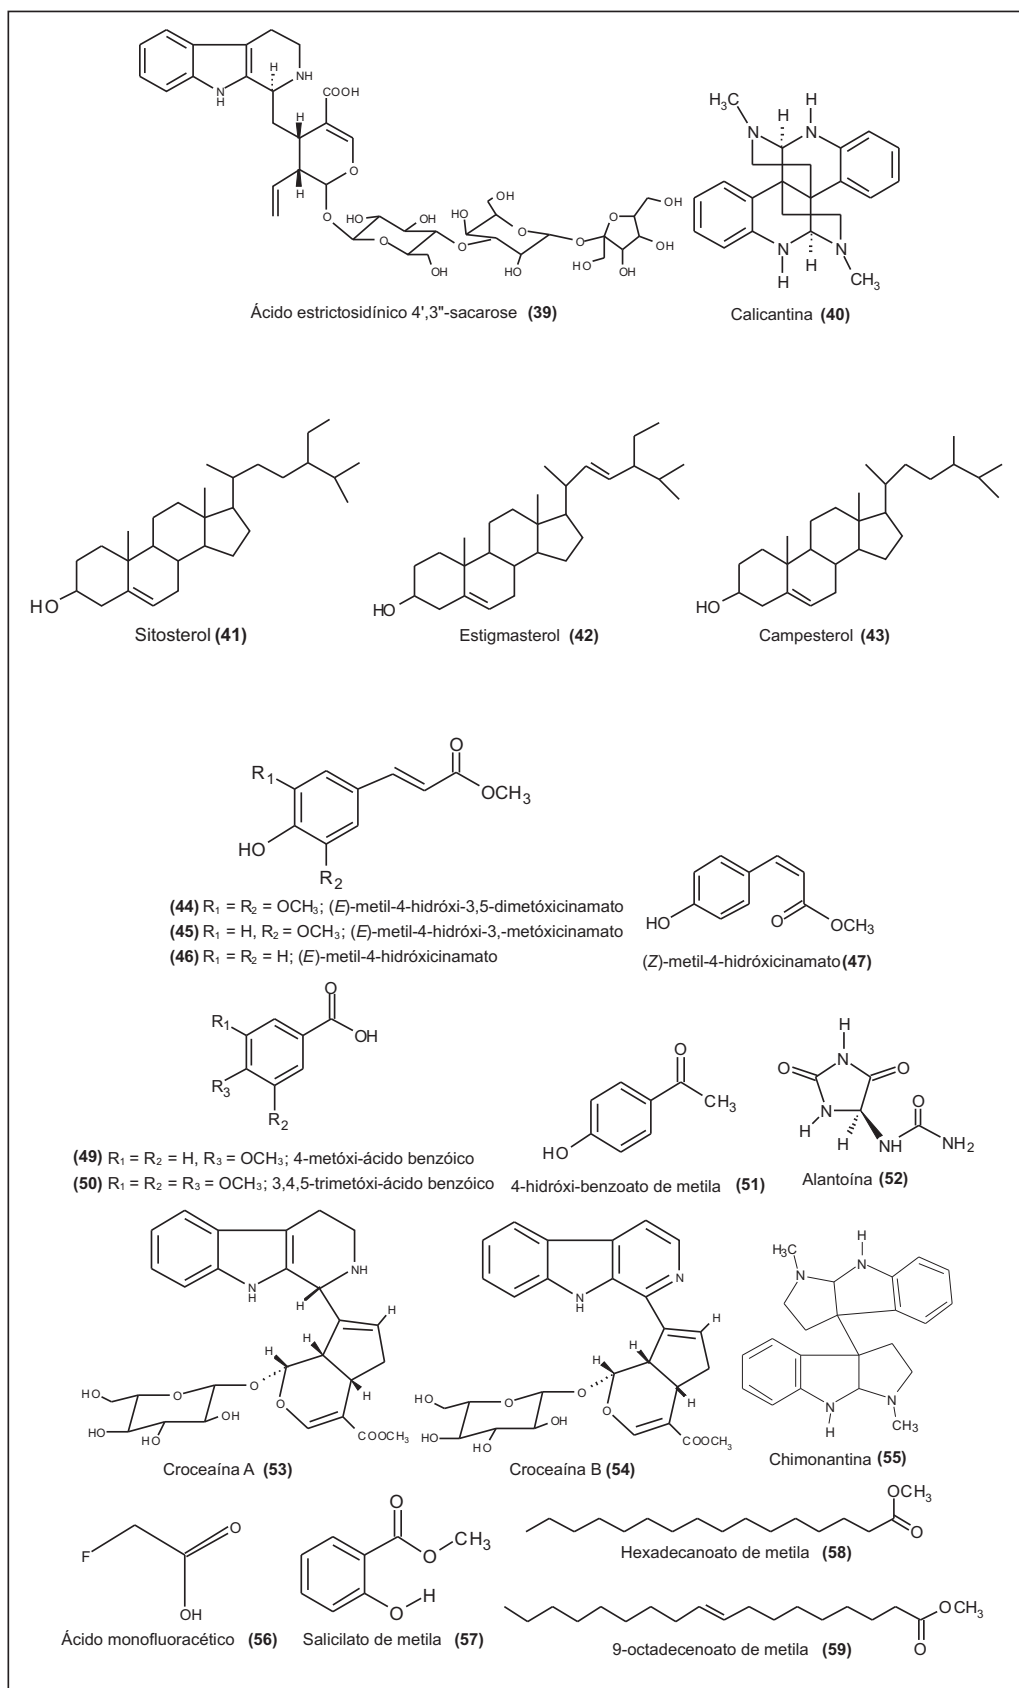 Ácido estrictosidínico 4',3"-sacarose (39)
Calicantina (40)
Sitosterol (41)
Estigmasterol (42)
Campesterol (43)
(44) R₁ = R₂ = OCH₃; (E)-metil-4-hidróxi-3,5-dimetóxicinamato
(45) R₁ = H, R₂ = OCH₃; (E)-metil-4-hidróxi-3,-metóxicinamato
(46) R₁ = R₂ = H; (E)-metil-4-hidróxicinamato
(Z)-metil-4-hidróxicinamato(47)
(49) R₁ = R₂ = H, R₃ = OCH₃; 4-metóxi-ácido benzóico
(50) R₁ = R₂ = R₃ = OCH₃; 3,4,5-trimetóxi-ácido benzóico
4-hidróxi-benzoato de metila (51)
Alantoína (52)
Croceaína A (53)
Croceaína B (54)
Chimonantina (55)
Ácido monofluoracético (56)
Salicilato de metila (57)
Hexadecanoato de metila (58)
9-octadecenoato de metila (59)